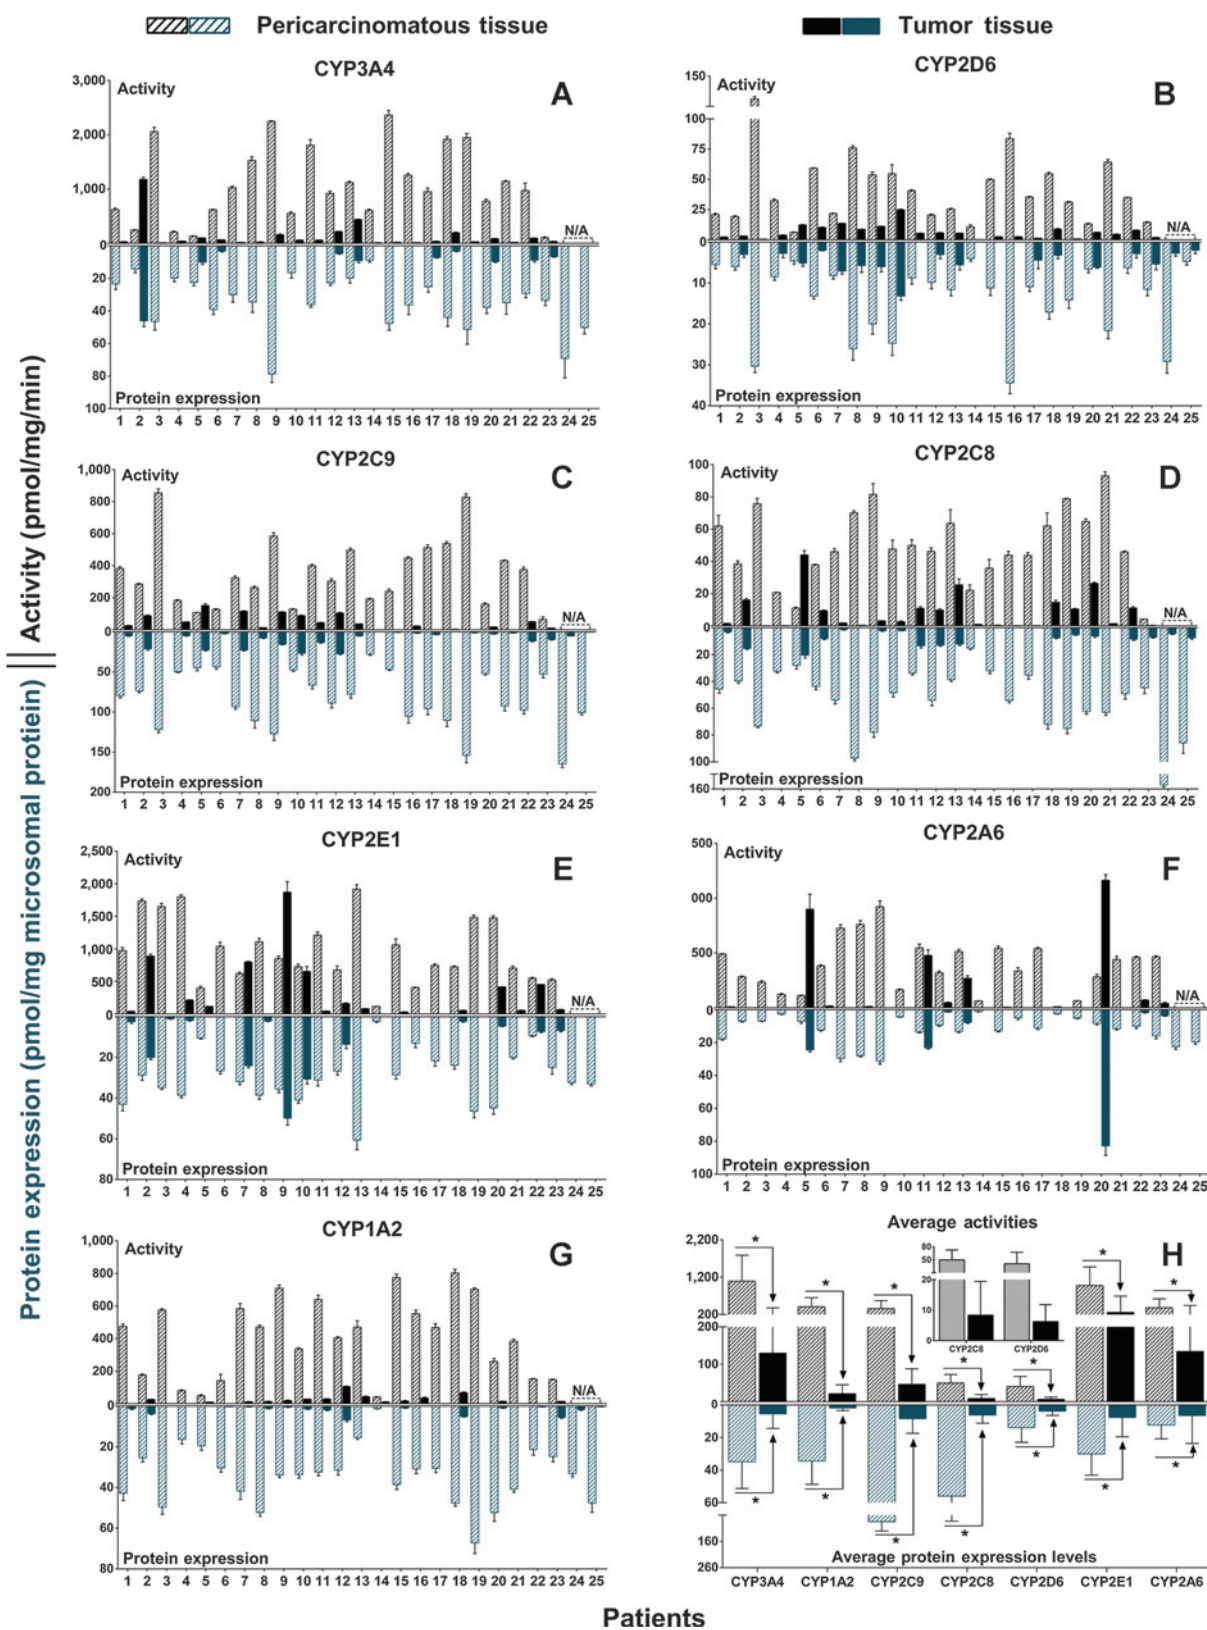 Pericarcinomatous tissue
Tumor tissue
CYP3A4
A
Activity
3,000
2,000
1,000
0
20
40
60
80
100
N/A
Protein expression
1 2 3 4 5 6 7 8 9 10 11 12 13 14 15 16 17 18 19 20 21 22 23 24 25
CYP2D6
B
Activity
150
100
75
50
25
0
10
20
30
40
N/A
Protein expression
1 2 3 4 5 6 7 8 9 10 11 12 13 14 15 16 17 18 19 20 21 22 23 24 25
CYP2C9
C
Activity
1,000
800
600
400
200
0
50
100
150
200
N/A
Protein expression
1 2 3 4 5 6 7 8 9 10 11 12 13 14 15 16 17 18 19 20 21 22 23 24 25
CYP2C8
D
Activity
100
80
60
40
20
0
20
40
60
80
100
160
N/A
Protein expression
1 2 3 4 5 6 7 8 9 10 11 12 13 14 15 16 17 18 19 20 21 22 23 24 25
CYP2E1
E
Activity
2,500
2,000
1,500
1,000
500
0
20
40
60
80
N/A
Protein expression
1 2 3 4 5 6 7 8 9 10 11 12 13 14 15 16 17 18 19 20 21 22 23 24 25
CYP2A6
F
Activity
500
000
500
0
20
40
60
80
100
N/A
Protein expression
1 2 3 4 5 6 7 8 9 10 11 12 13 14 15 16 17 18 19 20 21 22 23 24 25
CYP1A2
G
Activity
1,000
800
600
400
200
0
20
40
60
80
N/A
Protein expression
1 2 3 4 5 6 7 8 9 10 11 12 13 14 15 16 17 18 19 20 21 22 23 24 25
Average activities
H
2,200
1,200
200
200
100
0
20
40
60
160
260
80
50
20
10
0
CYP2C8 CYP2D6
* * * * * * *
* * * * * * *
Average protein expression levels
CYP3A4 CYP1A2 CYP2C9 CYP2C8 CYP2D6 CYP2E1 CYP2A6
Patients
Protein expression (pmol/mg microsomal protiein) || Activity (pmol/mg/min)